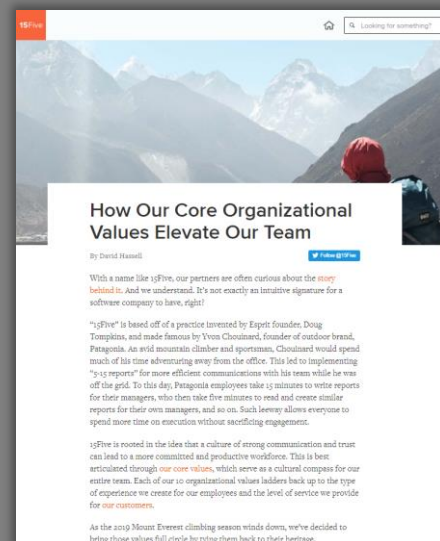 15Five
Looking for something?
How Our Core Organizational
Values Elevate Our Team
By David Hassell
Follow @15Five
With a name like 15Five, our partners are often curious about the story
behind it. And we understand. It's not exactly an intuitive signature for a
software company to have, right?
"15Five" is based off of a practice invented by Esprit founder, Doug
Tompkins, and made famous by Yvon Chouinard, founder of outdoor brand,
Patagonia. An avid mountain climber and sportsman, Chouinard would spend
much of his time adventuring away from the office. This led to implementing
"5-15 reports" for more efficient communications with his team while he was
off the grid. To this day, Patagonia employees take 15 minutes to write reports
for their managers, who then take five minutes to read and create similar
reports for their own managers, and so on. Such leeway allows everyone to
spend more time on execution without sacrificing engagement.
15Five is rooted in the idea that a culture of strong communication and trust
can lead to a more committed and productive workforce. This is best
articulated through our core values, which serve as a cultural compass for our
entire team. Each of our 10 organizational values ladders back up to the type
of experience we create for our employees and the level of service we provide
for our customers.
As the 2019 Mount Everest climbing season winds down, we've decided to
bring those values full circle by tying them back to their heritage.